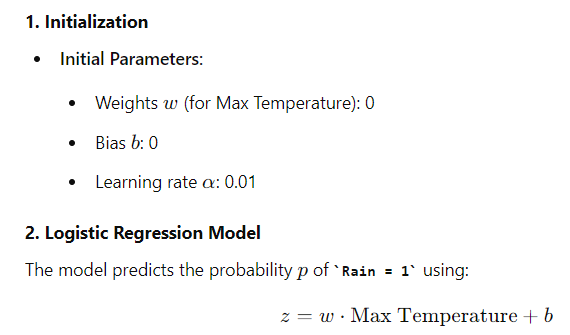 1. Initialization
• Initial Parameters:
• Weights w (for Max Temperature): 0
• Bias b: 0
• Learning rate α: 0.01
2. Logistic Regression Model
The model predicts the probability p of `Rain = 1` using:
z = w · Max Temperature + b